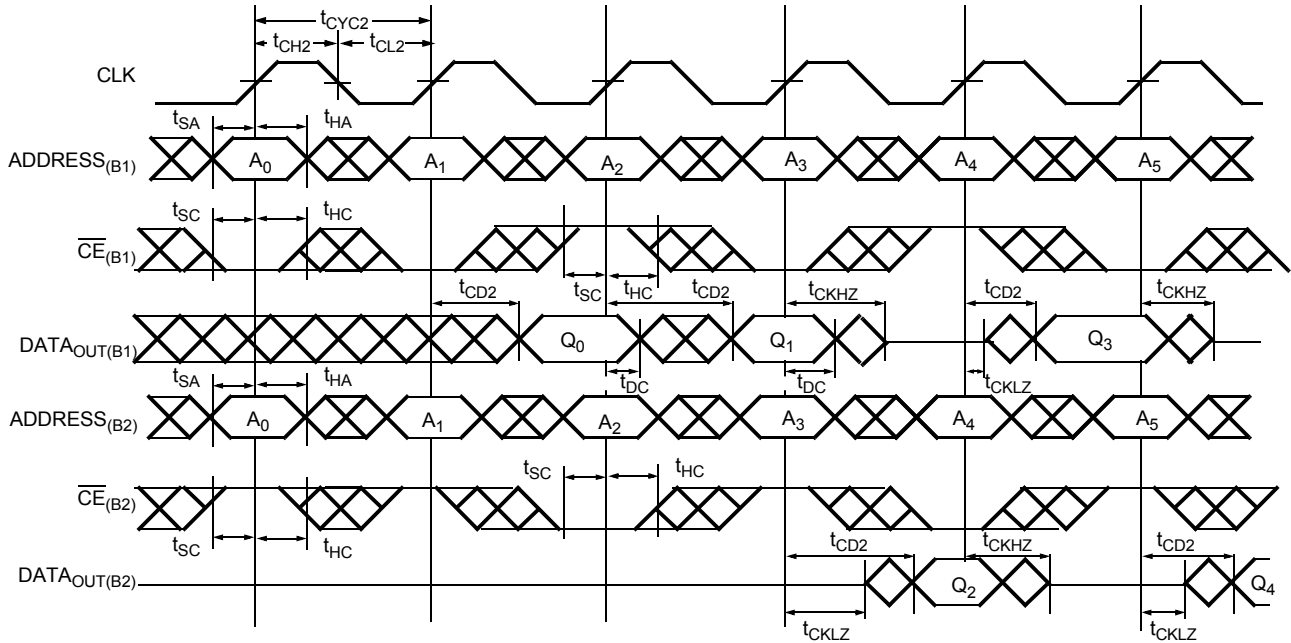 tCYC2
tCH2 tCL2
CLK
tSA tHA
ADDRESS(B1) A0 A1 A2 A3 A4 A5
tSC tHC
CE(B1)
tSC tHC
tCD2 tCD2 tCKHZ tCD2 tCKHZ
DATAOUT(B1) Q0 Q1 Q3
tDC tDC tCKLZ
tSA tHA
ADDRESS(B2) A0 A1 A2 A3 A4 A5
tSC tHC
CE(B2)
tSC tHC
tCD2 tCKHZ tCD2
DATAOUT(B2) Q2 Q4
tCKLZ tCKLZ